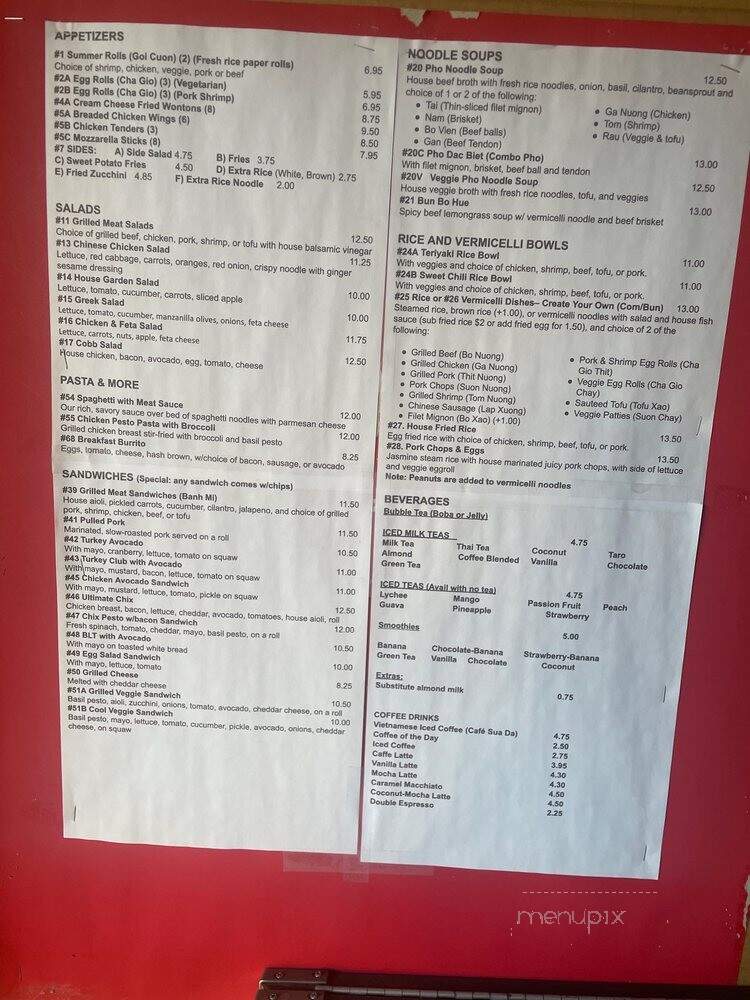 APPETIZERS
#1 Summer Rolls (Goi Cuon) (2) (Fresh rice paper rolls)
Choice of shrimp, chicken, veggie, pork or beef 6.95
#2A Egg Rolls (Cha Gio) (3) (Vegetarian)
#2B Egg Rolls (Cha Gio) (3) (Pork Shrimp) 5.95
#4A Cream Cheese Fried Wontons (8) 6.95
#5A Breaded Chicken Wings (6) 8.75
#5B Chicken Tenders (3) 9.50
#5C Mozzarella Sticks (8) 8.50
#7 SIDES: A) Side Salad 4.75 B) Fries 3.75 7.95
C) Sweet Potato Fries 4.50 D) Extra Rice (White, Brown) 2.75
E) Fried Zucchini 4.85 F) Extra Rice Noodle 2.00
SALADS
#11 Grilled Meat Salads
Choice of grilled beef, chicken, pork, shrimp, or tofu with house balsamic vinegar 12.50
#13 Chinese Chicken Salad 11.25
Lettuce, red cabbage, carrots, oranges, red onion, crispy noodle with ginger
sesame dressing
#14 House Garden Salad 10.00
Lettuce, tomato, cucumber, carrots, sliced apple
#15 Greek Salad 10.00
Lettuce, tomato, cucumber, manzanilla olives, onions, feta cheese
#16 Chicken & Feta Salad 11.75
Lettuce, carrots, nuts, apple, feta cheese
#17 Cobb Salad 12.50
House chicken, bacon, avocado, egg, tomato, cheese
PASTA & MORE
#54 Spaghetti with Meat Sauce 12.00
Our rich, savory sauce over bed of spaghetti noodles with parmesan cheese
#55 Chicken Pesto Pasta with Broccoli 12.00
Grilled chicken breast stir-fried with broccoli and basil pesto
#68 Breakfast Burrito 8.25
Eggs, tomato, cheese, hash brown, w/choice of bacon, sausage, or avocado
SANDWICHES (Special: any sandwich comes w/chips)
#39 Grilled Meat Sandwiches (Banh Mi) 11.50
House aioli, pickled carrots, cucumber, cilantro, jalapeno, and choice of grilled
pork, shrimp, chicken, beef, or tofu
#41 Pulled Pork 11.50
Marinated, slow-roasted pork served on a roll
#42 Turkey Avocado 10.50
With mayo, cranberry, lettuce, tomato on squaw
#43 Turkey Club with Avocado 11.00
With mayo, mustard, bacon, lettuce, tomato on squaw
#45 Chicken Avocado Sandwich 11.00
With mayo, mustard, lettuce, tomato, pickle on squaw
#46 Ultimate Chix 12.50
Chicken breast, bacon, lettuce, cheddar, avocado, tomatoes, house aioli, roll
#47 Chix Pesto w/bacon Sandwich 12.00
Fresh spinach, tomato, cheddar, mayo, basil pesto, on a roll
#48 BLT with Avocado 10.50
With mayo on toasted white bread
#49 Egg Salad Sandwich 10.00
With mayo, lettuce, tomato
#50 Grilled Cheese 8.25
Melted with cheddar cheese
#51A Grilled Veggie Sandwich 10.50
Basil pesto, aioli, zucchini, onions, tomato, avocado, cheddar cheese, on a roll
#51B Cool Veggie Sandwich 10.00
Basil pesto, mayo, lettuce, tomato, cucumber, pickle, avocado, onions, cheddar
cheese, on squaw
NOODLE SOUPS
#20 Pho Noodle Soup 12.50
House beef broth with fresh rice noodles, onion, basil, cilantro, beansprout and
choice of 1 or 2 of the following:
• Tai (Thin-sliced filet mignon) • Ga Nuong (Chicken)
• Nam (Brisket) • Tom (Shrimp)
• Bo Vien (Beef balls) • Rau (Veggie & tofu)
• Gan (Beef Tendon)
#20C Pho Dac Biet (Combo Pho) 13.00
With filet mignon, brisket, beef ball and tendon
#20V Veggie Pho Noodle Soup 12.50
House veggie broth with fresh rice noodles, tofu, and veggies
#21 Bun Bo Hue 13.00
Spicy beef lemongrass soup w/ vermicelli noodle and beef brisket
RICE AND VERMICELLI BOWLS
#24A Teriyaki Rice Bowl 11.00
With veggies and choice of chicken, shrimp, beef, tofu, or pork.
#24B Sweet Chili Rice Bowl 11.00
With veggies and choice of chicken, shrimp, beef, tofu, or pork.
#25 Rice or #26 Vermicelli Dishes– Create Your Own (Com/Bun) 13.00
Steamed rice, brown rice (+1.00), or vermicelli noodles with salad and house fish
sauce (sub fried rice $2 or add fried egg for 1.50), and choice of 2 of the
following:
• Grilled Beef (Bo Nuong) • Pork & Shrimp Egg Rolls (Cha
Gio Thit)
• Grilled Chicken (Ga Nuong) • Veggie Egg Rolls (Cha Gio
Chay)
• Grilled Pork (Thit Nuong) • Sauteed Tofu (Tofu Xao)
• Pork Chops (Suon Nuong) • Veggie Patties (Suon Chay)
• Grilled Shrimp (Tom Nuong)
• Chinese Sausage (Lap Xuong)
• Filet Mignon (Bo Xao) (+1.00)
#27. House Fried Rice 13.50
Egg fried rice with choice of chicken, shrimp, beef, tofu, or pork.
#28. Pork Chops & Eggs 13.50
Jasmine steam rice with house marinated juicy pork chops, with side of lettuce
and veggie eggroll
Note: Peanuts are added to vermicelli noodles
BEVERAGES
Bubble Tea (Boba or Jelly)
ICED MILK TEAS 4.75
Milk Tea Thai Tea Coconut Taro
Almond Coffee Blended Vanilla Chocolate
Green Tea
ICED TEAS (Avail with no tea) 4.75
Lychee Mango Passion Fruit Peach
Guava Pineapple Strawberry
Smoothies 5.00
Banana Chocolate-Banana Strawberry-Banana
Green Tea Vanilla Chocolate Coconut
Extras:
Substitute almond milk 0.75
COFFEE DRINKS
Vietnamese Iced Coffee (Café Sua Da) 4.75
Coffee of the Day 2.50
Iced Coffee 2.75
Caffe Latte 3.95
Vanilla Latte 4.30
Mocha Latte 4.30
Caramel Macchiato 4.50
Coconut-Mocha Latte 4.50
Double Espresso 2.25
menupix